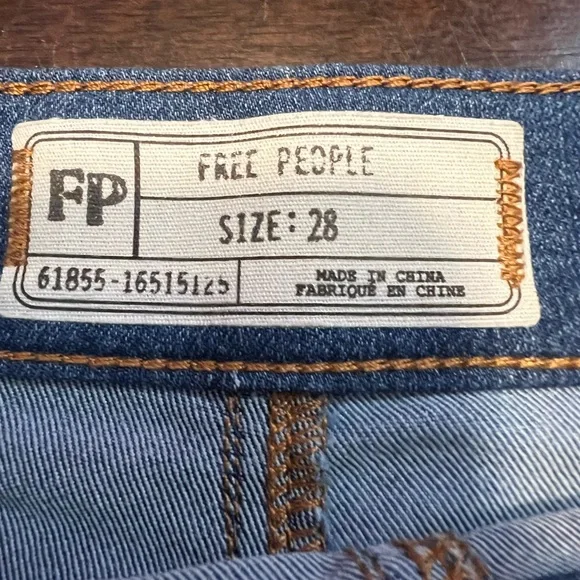 FP
FREE PEOPLE
SIZE: 28
61855-16515125
MADE IN CHINA
FABRIQUÉ EN CHINE